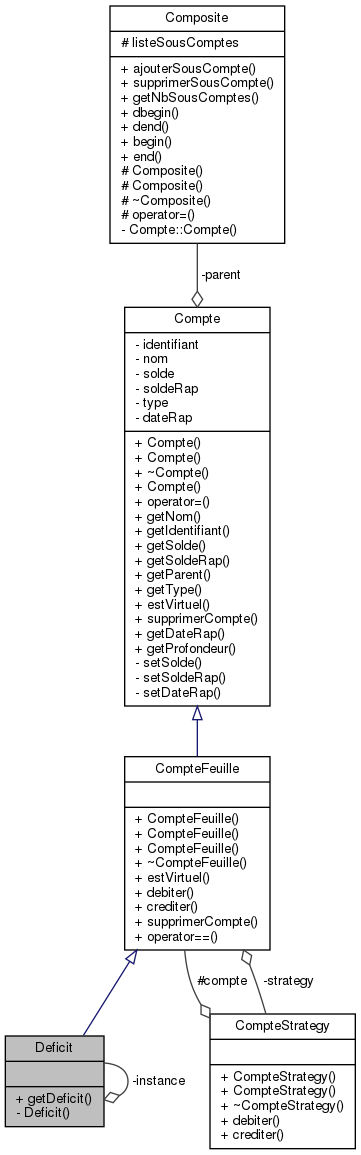 Composite
# listeSousComptes
+ ajouterSousCompte()
+ supprimerSousCompte()
+ getNbSousComptes()
+ dbegin()
+ dend()
+ begin()
+ end()
# Composite()
# Composite()
# ~Composite()
# operator=()
- Compte::Compte()
-parent
Compte
- identifiant
- nom
- solde
- soldeRap
- type
- dateRap
+ Compte()
+ Compte()
+ ~Compte()
+ Compte()
+ operator=()
+ getNom()
+ getIdentifiant()
+ getSolde()
+ getSoldeRap()
+ getParent()
+ getType()
+ estVirtuel()
+ supprimerCompte()
+ getDateRap()
+ getProfondeur()
- setSolde()
- setSoldeRap()
- setDateRap()
CompteFeuille
+ CompteFeuille()
+ CompteFeuille()
+ CompteFeuille()
+ ~CompteFeuille()
+ estVirtuel()
+ debiter()
+ crediter()
+ supprimerCompte()
+ operator==()
#compte
-strategy
Deficit
+ getDeficit()
- Deficit()
-instance
CompteStrategy
+ CompteStrategy()
+ CompteStrategy()
+ ~CompteStrategy()
+ debiter()
+ crediter()